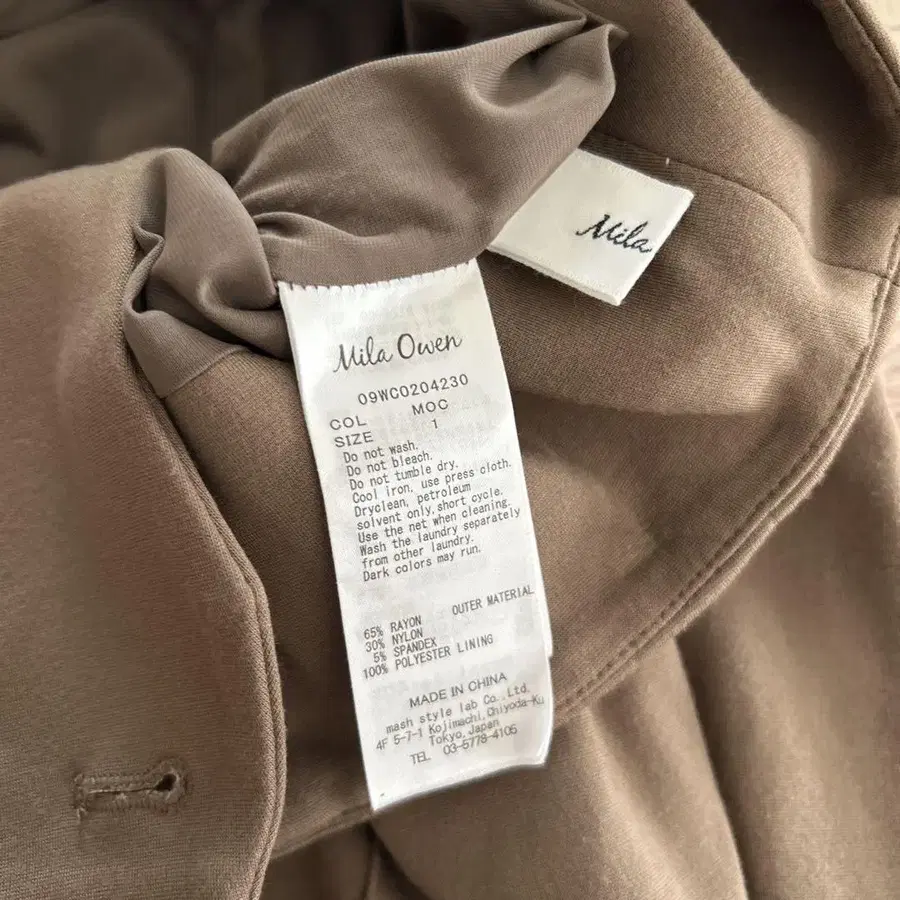 Mila
Mila Owen
09WC0204230
COL MOC
SIZE 1
Do not wash.
Do not bleach.
Do not tumble dry.
Cool iron, use press cloth.
Dryclean, petroleum
solvent only,short cycle.
Use the net when cleaning.
Wash the laundry separately
from other laundry.
Dark colors may run.
OUTER MATERIAL
65% RAYON
30% NYLON
5% SPANDEX
100% POLYESTER LINING
MADE IN CHINA
mash style lab Co.,Ltd.
4F 5-7-1 Kojimachi,Chiyoda-Ku
Tokyo,Japan
TEL 03-5778-4105